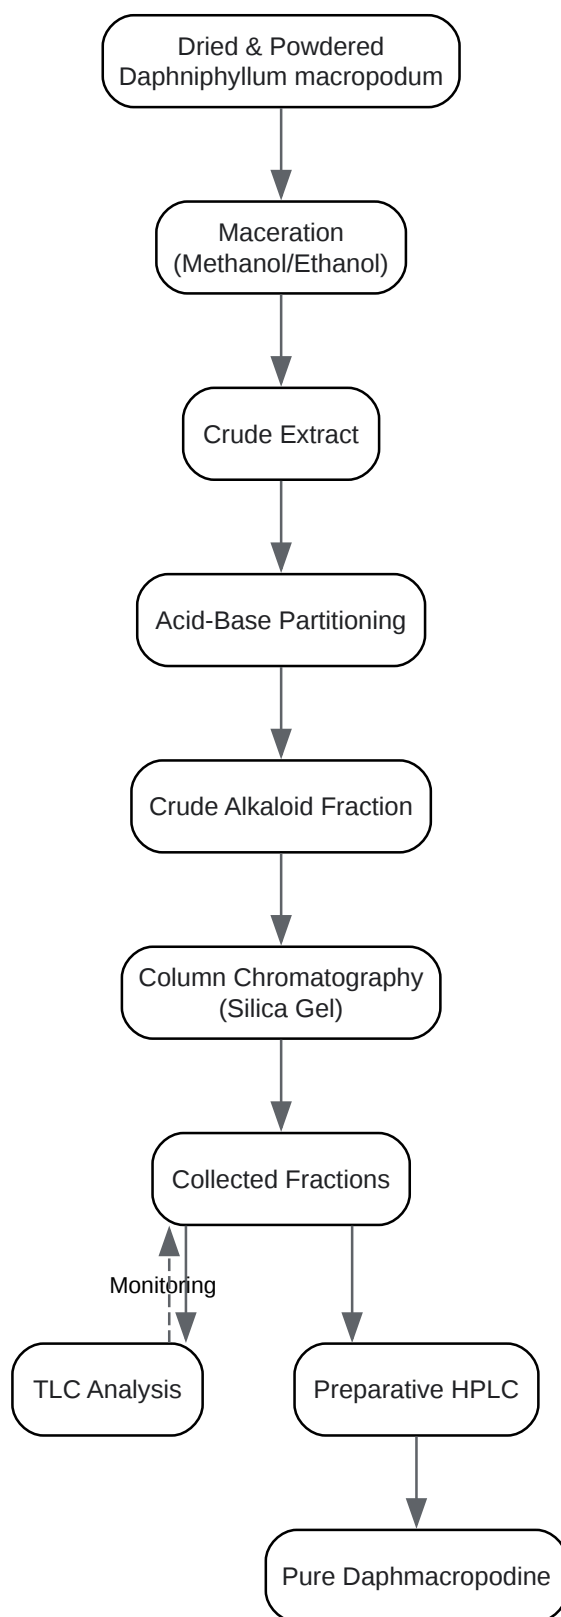 Dried & Powdered
Daphniphyllum macropodum
Maceration
(Methanol/Ethanol)
Crude Extract
Acid-Base Partitioning
Crude Alkaloid Fraction
Column Chromatography
(Silica Gel)
Collected Fractions
Monitoring
TLC Analysis
Preparative HPLC
Pure Daphmacropodine